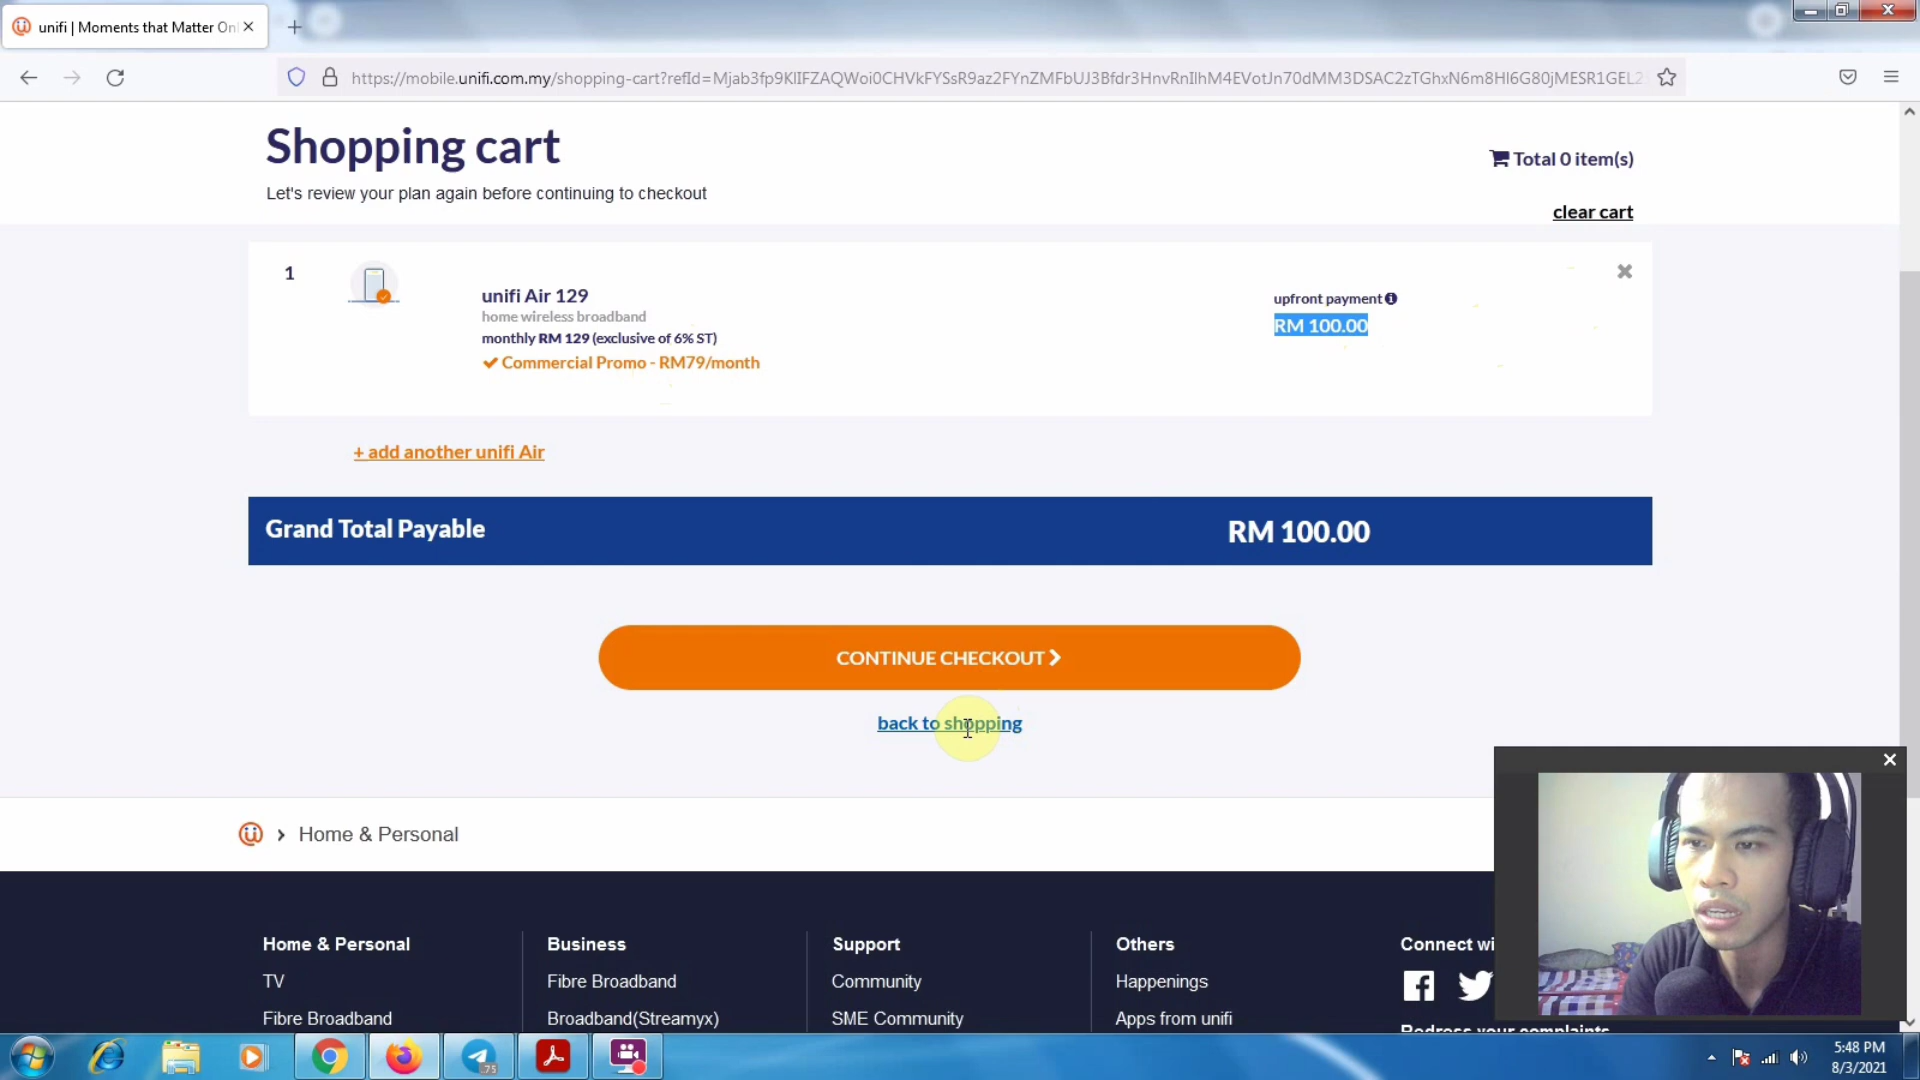 unifi | Moments that Matter On
https://mobile.unifi.com.my/shopping-cart?refId=Mjab3fp9KlIFZAQWoi0CHVkFYSsR9az2FYnZMFbUJ3Bfdr3HnvRnIlhM4EVotJn70dMM3DSAC2zTGhxN6m8Hl6G80jMESR1GEL2
Shopping cart
Total 0 item(s)
Let's review your plan again before continuing to checkout
clear cart
1
unifi Air 129
upfront payment
home wireless broadband
RM 100.00
monthly RM 129 (exclusive of 6% ST)
Commercial Promo - RM79/month
+ add another unifi Air
Grand Total Payable
RM 100.00
CONTINUE CHECKOUT
back to shopping
Home & Personal
Home & Personal
Business
Support
Others
Connect wi
TV
Fibre Broadband
Community
Happenings
Fibre Broadband
Broadband(Streamyx)
SME Community
Apps from unifi
Redress your complaints
.75
5:48 PM
8/3/2021